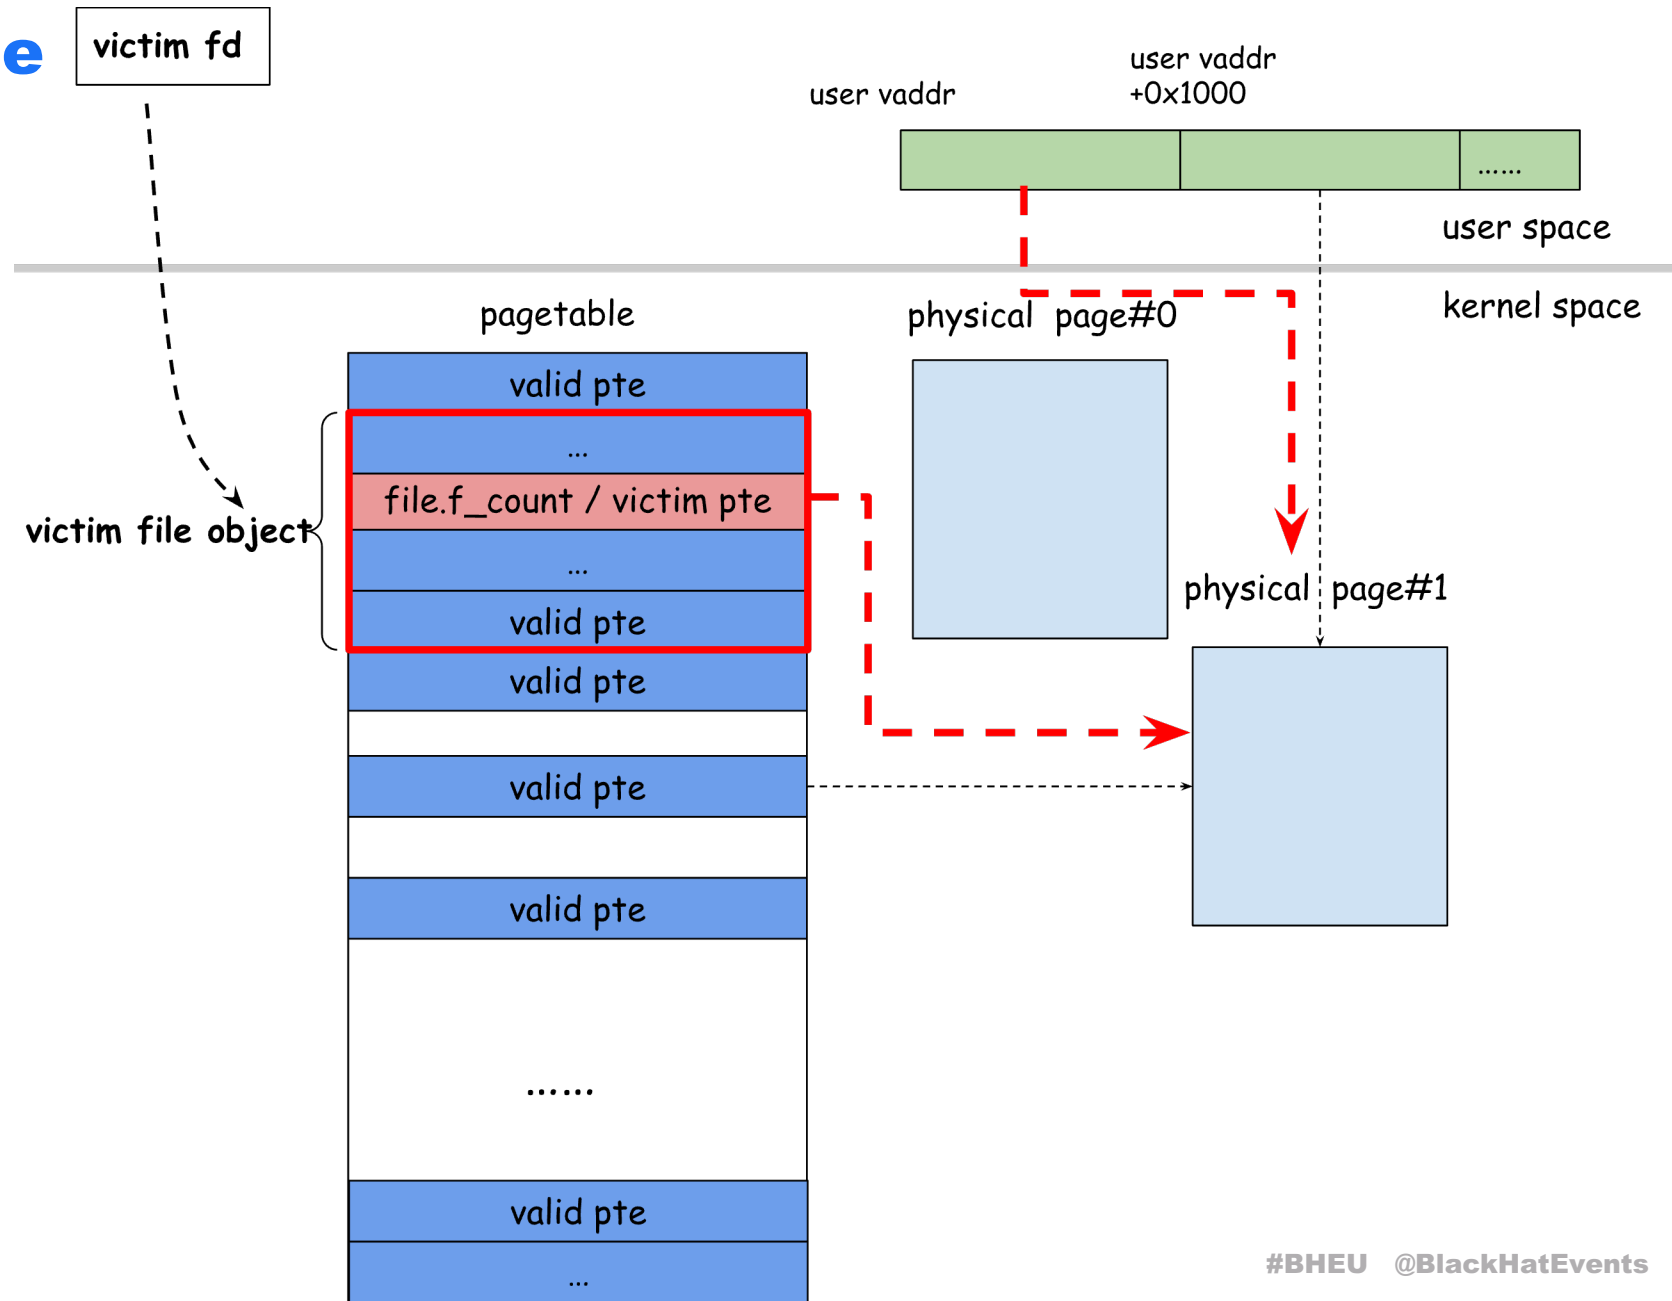 e
victim fd
user vaddr
user vaddr
+0x1000
......
user space
kernel space
pagetable
physical page#0
valid pte
...
file.f_count / victim pte
victim file object
...
physical page#1
valid pte
valid pte
valid pte
valid pte
......
valid pte
...
#BHEU @BlackHatEvents